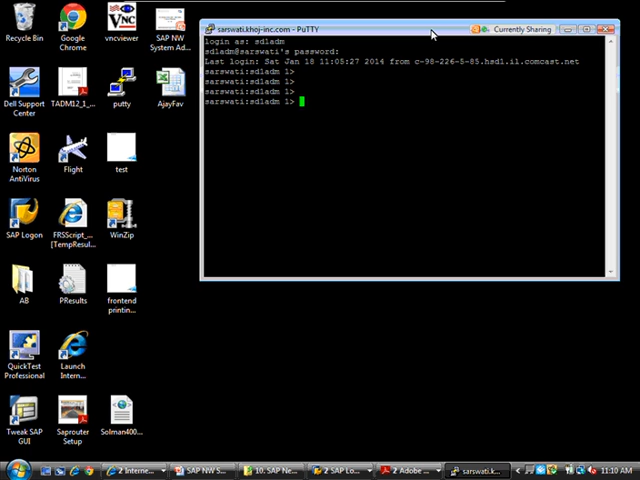 sarswati.khoj-inc.com - PuTTY
Currently Sharing
login as: sdladm
sdladm@sarswati's password:
Last login: Sat Jan 18 11:05:27 2014 from c-98-226-5-85.hsd1.il.comcast.net
sarswati:sdladm 1>
sarswati:sdladm 1>
sarswati:sdladm 1>
sarswati:sdladm 1>
Recycle Bin
Google Chrome
vncviewer
SAP NW System Ad...
Dell Support Center
TADM12_1_...
putty
AjayFav
Norton AntiVirus
Flight
test
SAP Logon
FRSScript_... [TempResul...
WinZip
AB
PResults
frontend printin...
QuickTest Professional
Launch Intern...
Tweak SAP GUI
Saprouter Setup
Solman400...
2 Interne...
SAP NW S...
10. SAP Ne...
2 SAP Lo...
2 Adobe ...
sarswati.k...
11:10 AM